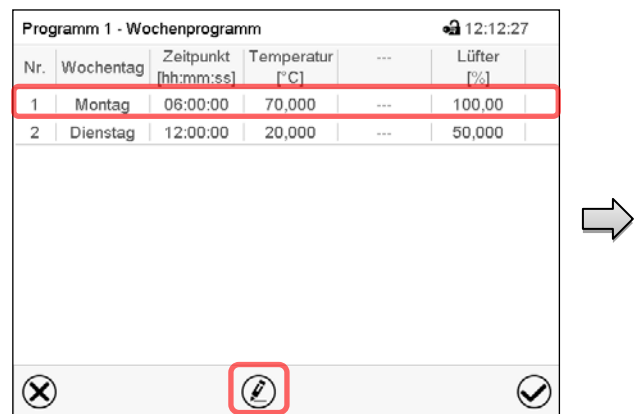 Programm 1 - Wochenprogramm 12:12:27
Nr. Wochentag Zeitpunkt [hh:mm:ss] Temperatur [°C] --- Lüfter [%]
1 Montag 06:00:00 70,000 --- 100,00
2 Dienstag 12:00:00 20,000 --- 50,000